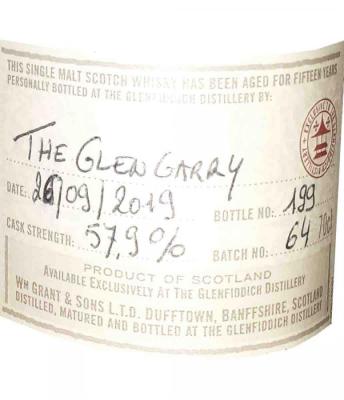 THIS SINGLE MALT SCOTCH WHISKY HAS BEEN AGED FOR FIFTEEN YEARS
PERSONALLY BOTTLED AT THE GLENFIDDICH DISTILLERY BY:
THE GLEN GARRY
DATE: 26/09/2019 BOTTLE NO: 199
CASK STRENGTH: 57,9% BATCH NO: 64 70cl
PRODUCT OF SCOTLAND
AVAILABLE EXCLUSIVELY AT THE GLENFIDDICH DISTILLERY
WM GRANT & SONS L.T.D. DUFFTOWN, BANFFSHIRE, SCOTLAND
DISTILLED, MATURED AND BOTTLED AT THE GLENFIDDICH DISTILLERY